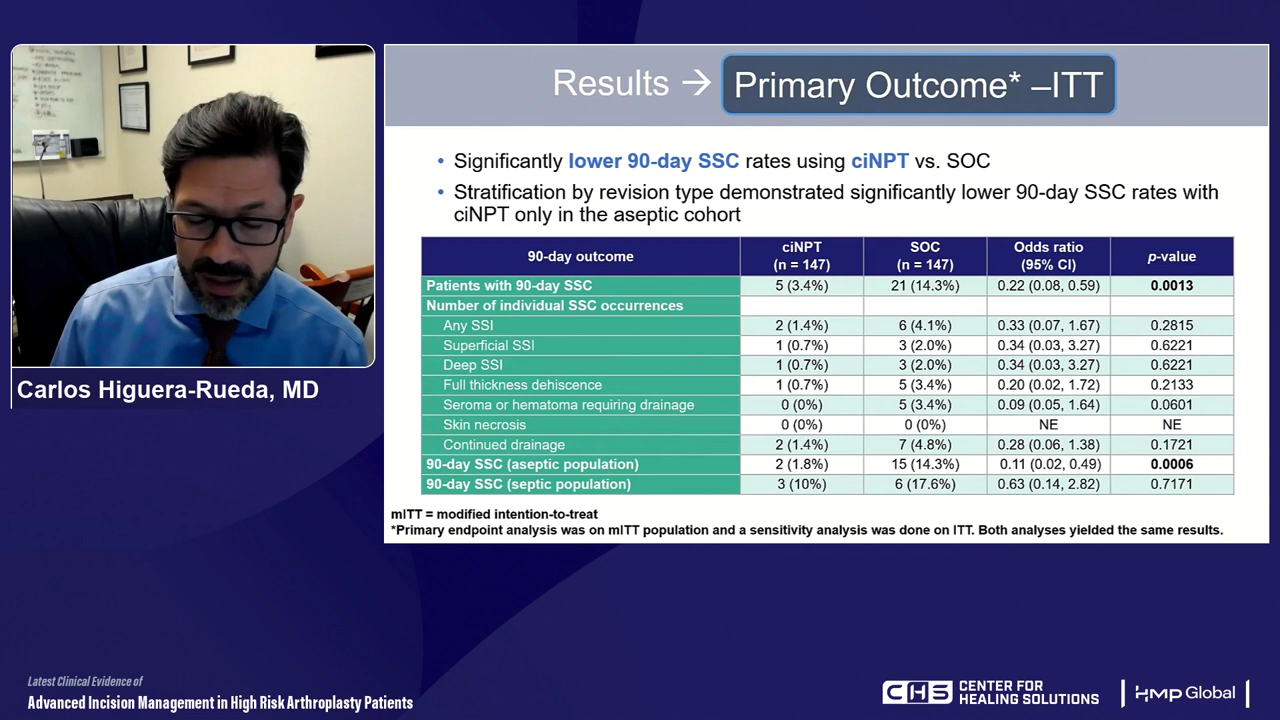 Results → Primary Outcome* –ITT
• Significantly lower 90-day SSC rates using ciNPT vs. SOC
• Stratification by revision type demonstrated significantly lower 90-day SSC rates with
ciNPT only in the aseptic cohort
90-day outcome ciNPT (n = 147) SOC (n = 147) Odds ratio (95% CI) p-value
Patients with 90-day SSC 5 (3.4%) 21 (14.3%) 0.22 (0.08, 0.59) 0.0013
Number of individual SSC occurrences
Any SSI 2 (1.4%) 6 (4.1%) 0.33 (0.07, 1.67) 0.2815
Superficial SSI 1 (0.7%) 3 (2.0%) 0.34 (0.03, 3.27) 0.6221
Deep SSI 1 (0.7%) 3 (2.0%) 0.34 (0.03, 3.27) 0.6221
Full thickness dehiscence 1 (0.7%) 5 (3.4%) 0.20 (0.02, 1.72) 0.2133
Seroma or hematoma requiring drainage 0 (0%) 5 (3.4%) 0.09 (0.05, 1.64) 0.0601
Skin necrosis 0 (0%) 0 (0%) NE NE
Continued drainage 2 (1.4%) 7 (4.8%) 0.28 (0.06, 1.38) 0.1721
90-day SSC (aseptic population) 2 (1.8%) 15 (14.3%) 0.11 (0.02, 0.49) 0.0006
90-day SSC (septic population) 3 (10%) 6 (17.6%) 0.63 (0.14, 2.82) 0.7171
mITT = modified intention-to-treat
*Primary endpoint analysis was on mITT population and a sensitivity analysis was done on ITT. Both analyses yielded the same results.
Carlos Higuera-Rueda, MD
Latest Clinical Evidence of
Advanced Incision Management in High Risk Arthroplasty Patients
CHS CENTER FOR
HEALING SOLUTIONS
HMP Global